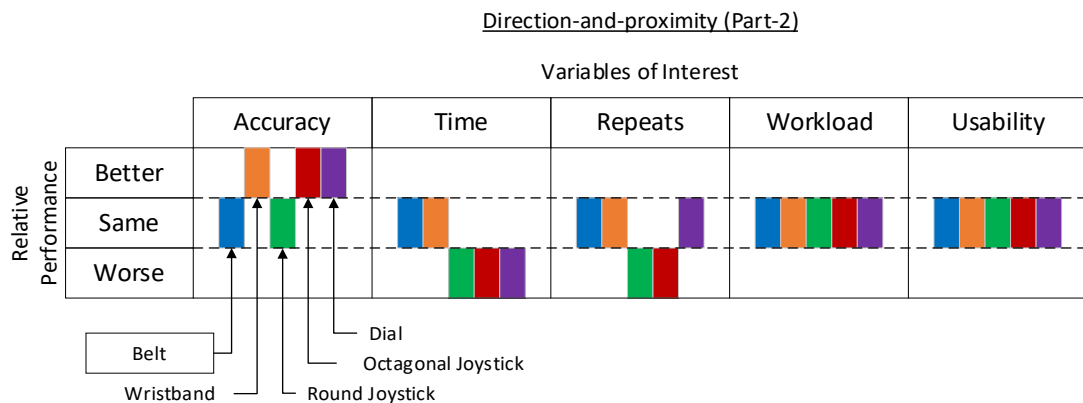 Direction-and-proximity (Part-2)
Variables of Interest
Accuracy Time Repeats Workload Usability
Relative
Performance
Better
Same
Worse
Dial
Belt
Octagonal Joystick
Wristband
Round Joystick